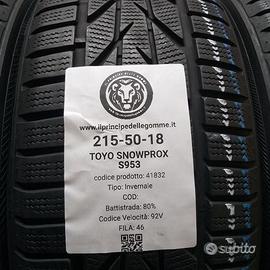 www.ilprincipedellegomme.it
215-50-18
TOYO SNOWPROX
S953
codice prodotto: 41832
Tipo: Invernale
COD:
Battistrada: 80%
Codice Velocità: 92V
FILA: 46
subito